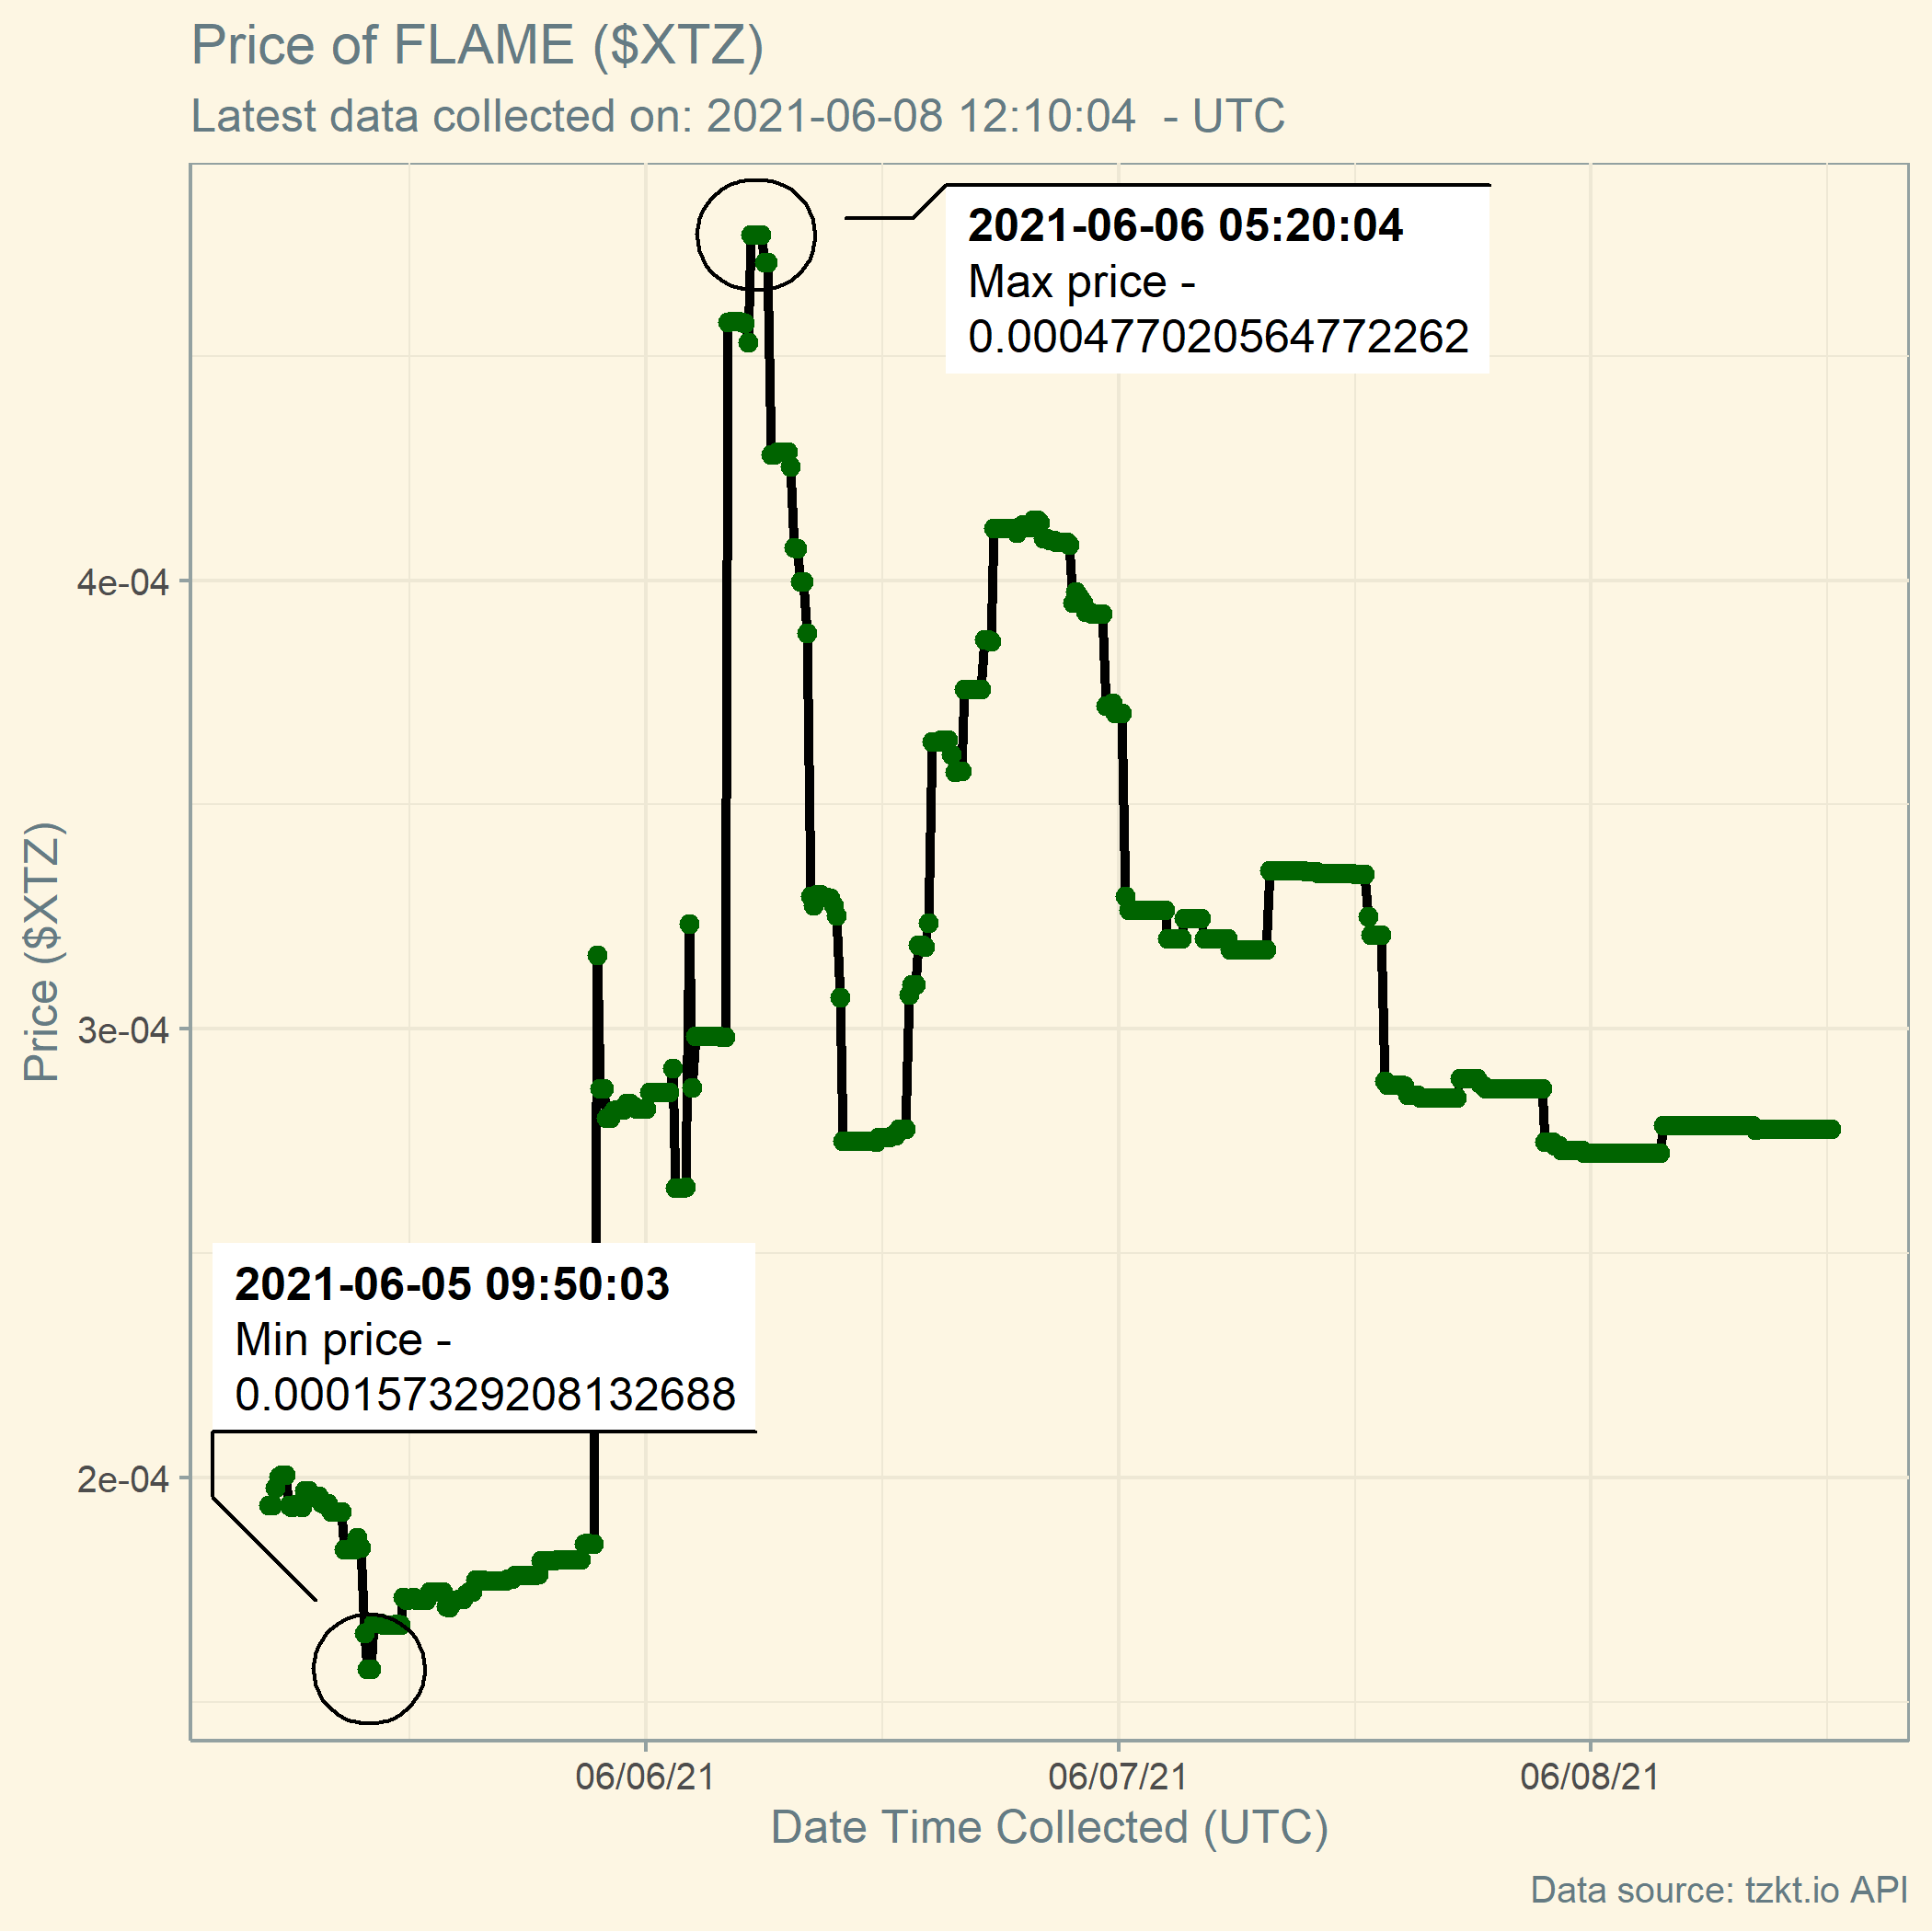 Price of FLAME ($XTZ)
Latest data collected on: 2021-06-08 12:10:04  - UTC
2021-06-06 05:20:04
Max price -
0.000477020564772262
4e-04
3e-04
2e-04
Price ($XTZ)
2021-06-05 09:50:03
Min price -
0.000157329208132688
06/06/21
06/07/21
06/08/21
Date Time Collected (UTC)
Data source: tzkt.io API